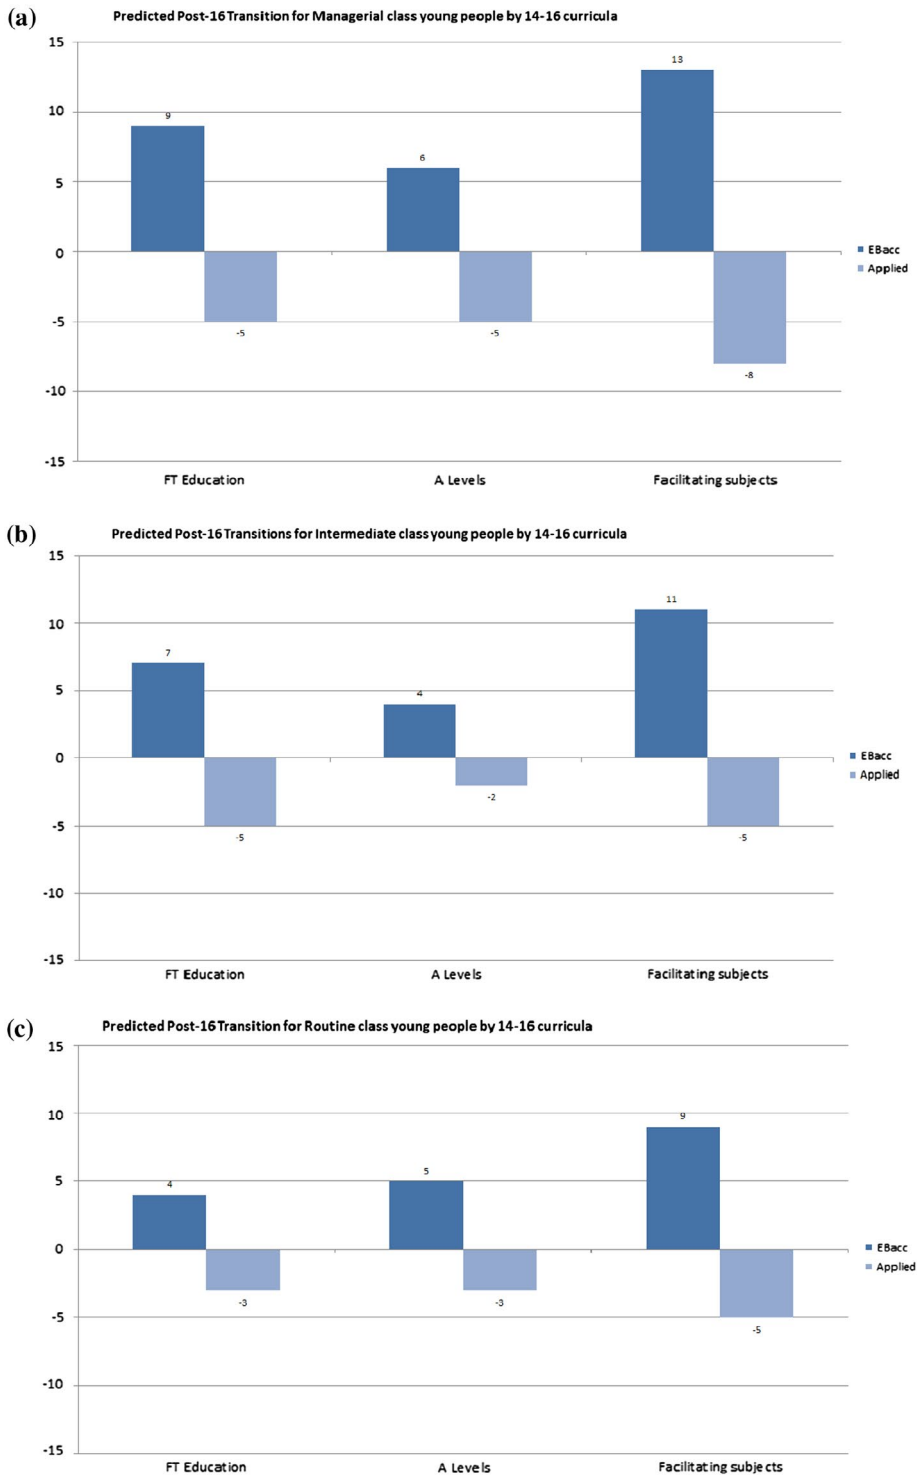 (a)
Predicted Post-16 Transition for Managerial class young people by 14-16 curricula
15
13
10
9
6
5
0
EBacc
Applied
-5
-5
-5
-8
-10
-15
FT Education A Levels Facilitating subjects
(b)
Predicted Post-16 Transitions for Intermediate class young people by 14-16 curricula
15
11
10
7
5
4
0
EBacc
Applied
-2
-5
-5
-5
-10
-15
FT Education A Levels Facilitating subjects
(c)
Predicted Post-16 Transition for Routine class young people by 14-16 curricula
15
10
9
5
5
4
0
EBacc
Applied
-3
-3
-5
-5
-10
-15
FT Education A Levels Facilitating subjects